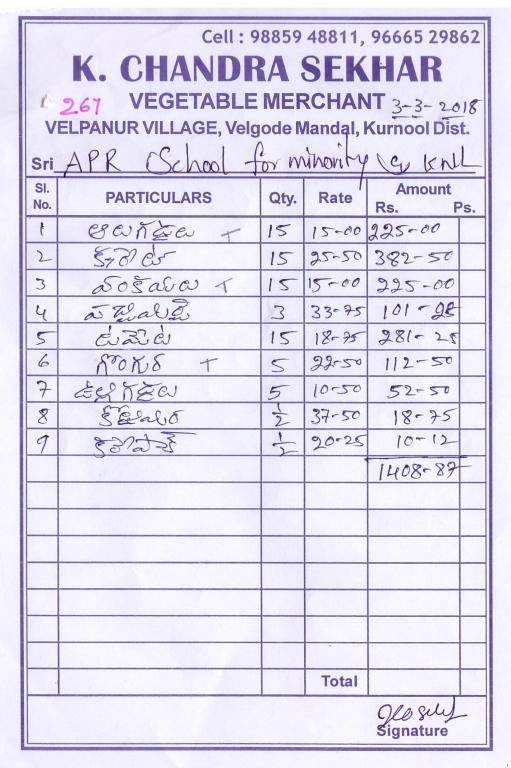 Cell : 98859 48811, 96665 29862
K. CHANDRA SEKHAR
267 VEGETABLE MERCHANT 3-3-2018
VELPANUR VILLAGE, Velgode Mandal, Kurnool Dist.
Sri APR School for minority KNL
Sl. No. PARTICULARS Qty. Rate Amount Rs. Ps.
1 ఆలుగడ్డలు + 15 15-00 225-00
2 క్యారెట్ 15 25-50 382-50
3 వంకాయలు + 15 15-00 225-00
4 పచ్చిమిర్చి 3 33-75 101-25
5 టమేటో 15 18-75 281-25
6 గోంగుర + 5 22-50 112-50
7 ఉల్లిగడ్డలు 5 10-50 52-50
8 కొత్తిమీర ½ 37-50 18-75
9 కరేపాక్ ½ 20-25 10-12
1408-87
Total
Signature